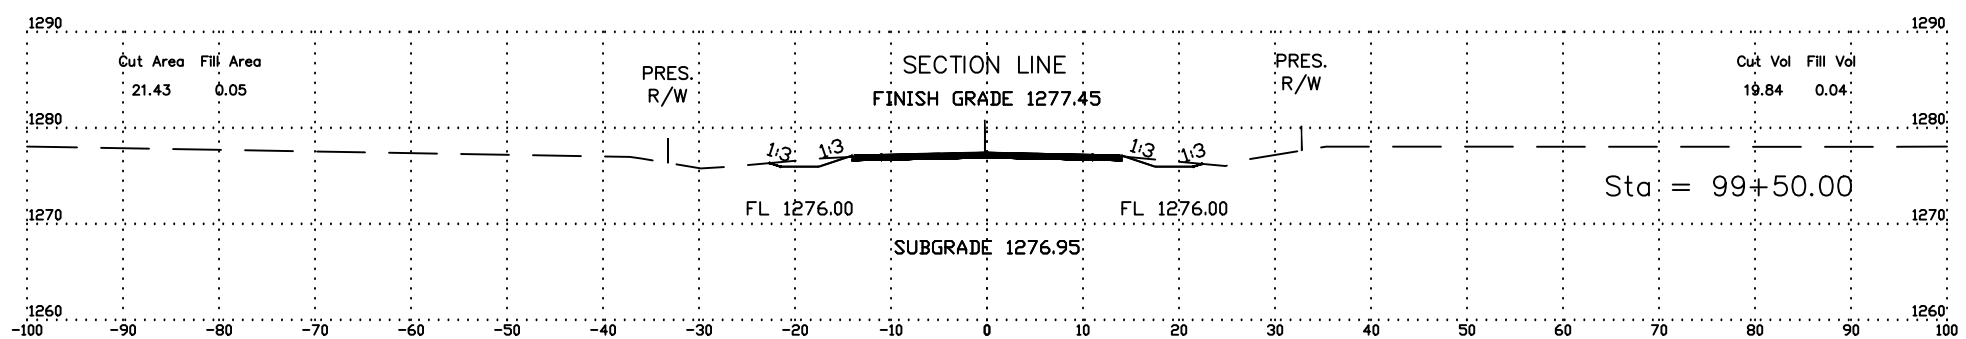 1290 1290
Cut Area Fill Area SECTION LINE PRES. Cut Vol Fill Vol
PRES.
R/W
21.43 0.05 R/W 19.84 0.04
FINISH GRADE 1277.45
1280 1280
1:3 1:3 1:3 1:3
Sta = 99+50.00
FL 1276.00 FL 1276.00
1270 1270
SUBGRADE 1276.95
1260 1260
-100 -90 -80 -70 -60 -50 -40 -30 -20 -10 0 10 20 30 40 50 60 70 80 90 100